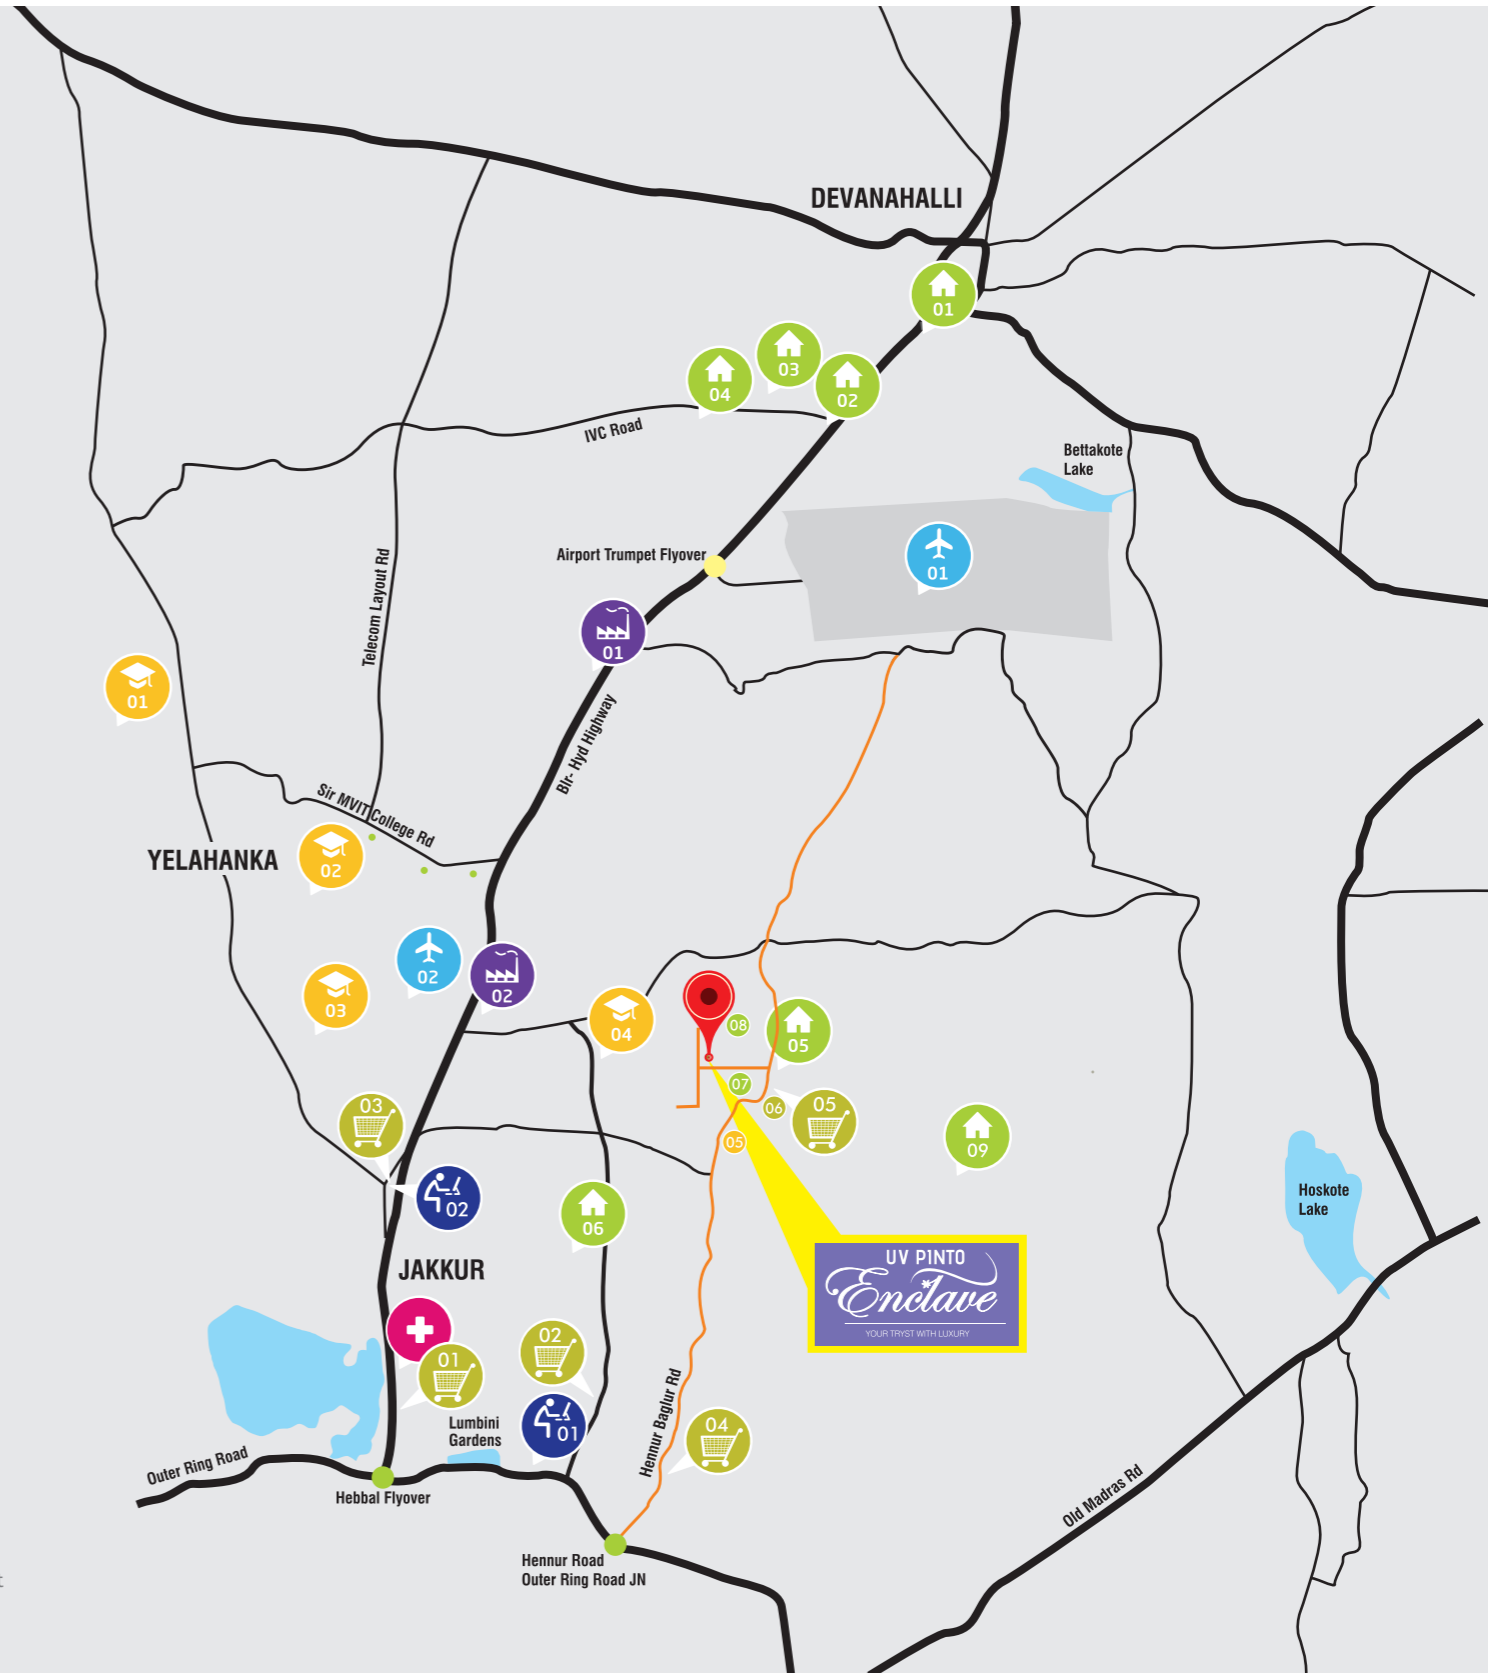 DEVANAHALLI
01
03
04
02
IVC Road
Bettakote
Lake
Airport Trumpet Flyover
01
Telecom Layout Rd
01
01
Blr- Hyd Highway
Sir MVIT College Rd
YELAHANKA
02
02
03
02
04
08
05
07
06
05
05
03
09
02
06
Hoskote
Lake
UV PINTO
Enclave
YOUR TRYST WITH LUXURY
JAKKUR
02
01
Hennur Baglur Rd
Lumbini
Gardens
01
04
Outer Ring Road
Hebbal Flyover
Old Madras Rd
Hennur Road
Outer Ring Road JN